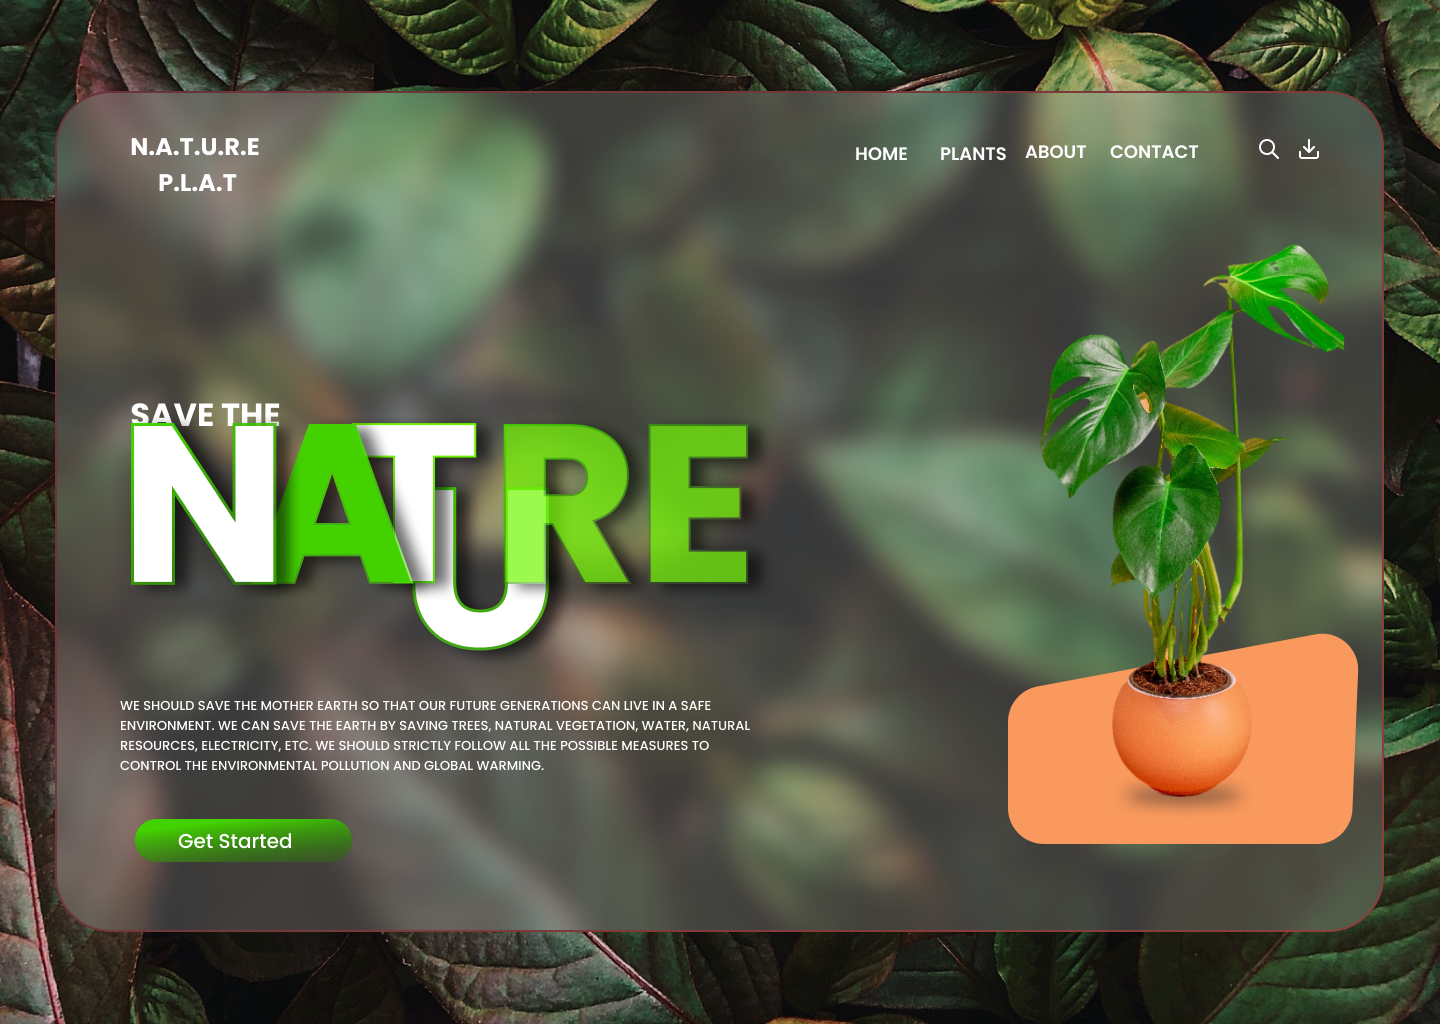 N.A.T.U.R.E
P.L.A.T
HOME PLANTS ABOUT CONTACT
SAVE THE
NATURE
WE SHOULD SAVE THE MOTHER EARTH SO THAT OUR FUTURE GENERATIONS CAN LIVE IN A SAFE
ENVIRONMENT. WE CAN SAVE THE EARTH BY SAVING TREES, NATURAL VEGETATION, WATER, NATURAL
RESOURCES, ELECTRICITY, ETC. WE SHOULD STRICTLY FOLLOW ALL THE POSSIBLE MEASURES TO
CONTROL THE ENVIRONMENTAL POLLUTION AND GLOBAL WARMING.
Get Started